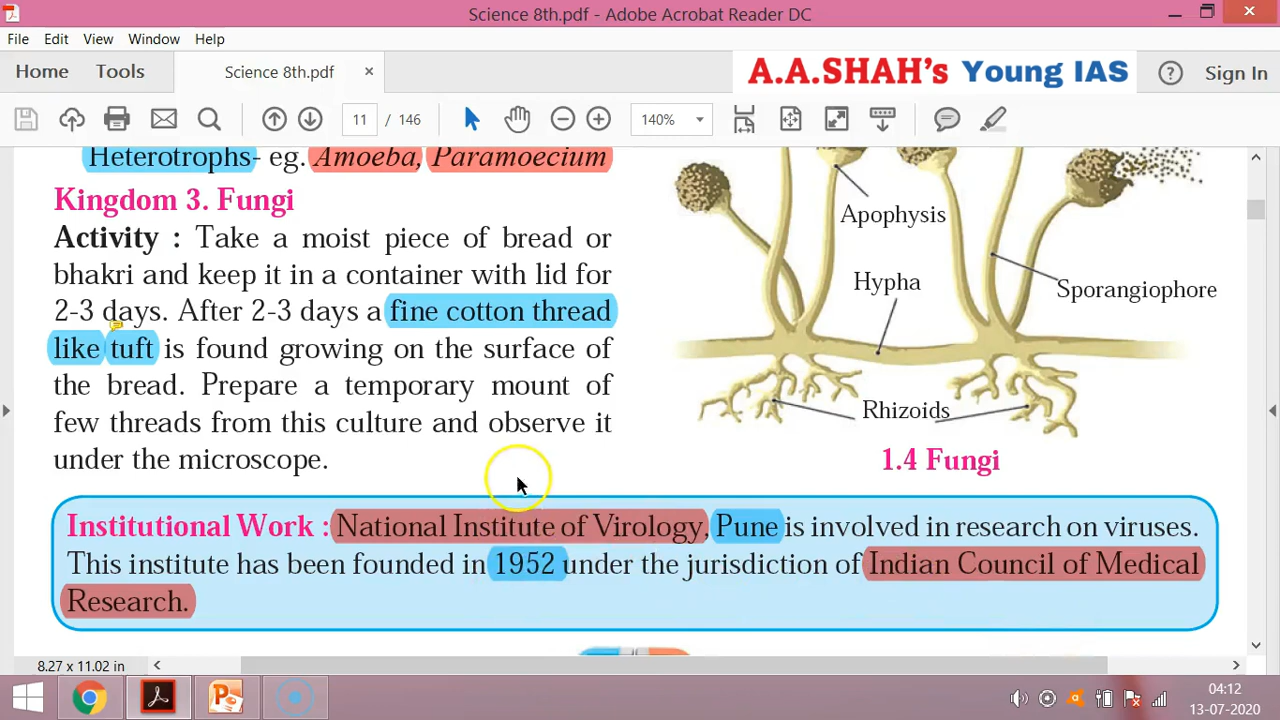 Science 8th.pdf - Adobe Acrobat Reader DC
File Edit View Window Help
Home Tools Science 8th.pdf × A.A.SHAH's Young IAS Sign In
11 / 146 140%
Heterotrophs- eg. Amoeba, Paramoecium
Kingdom 3. Fungi
Activity : Take a moist piece of bread or
bhakri and keep it in a container with lid for
2-3 days. After 2-3 days a fine cotton thread
like tuft is found growing on the surface of
the bread. Prepare a temporary mount of
few threads from this culture and observe it
under the microscope.
Apophysis
Hypha
Sporangiophore
Rhizoids
1.4 Fungi
Institutional Work : National Institute of Virology, Pune is involved in research on viruses.
This institute has been founded in 1952 under the jurisdiction of Indian Council of Medical
Research.
8.27 x 11.02 in
04:12
13-07-2020